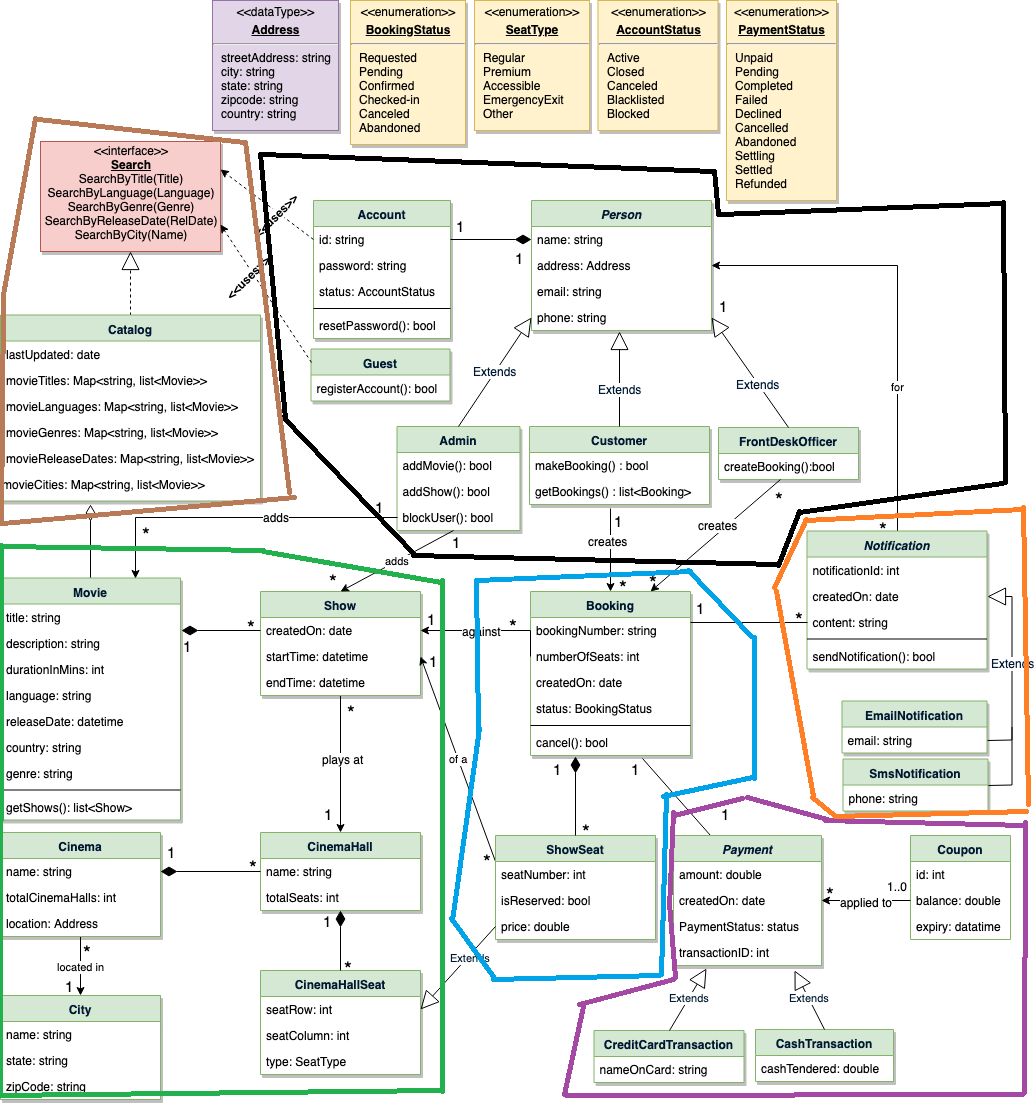 <<dataType>>
Address
streetAddress: string
city: string
state: string
zipcode: string
country: string
<<enumeration>>
BookingStatus
Requested
Pending
Confirmed
Checked-in
Canceled
Abandoned
<<enumeration>>
SeatType
Regular
Premium
Accessible
EmergencyExit
Other
<<enumeration>>
AccountStatus
Active
Closed
Canceled
Blacklisted
Blocked
<<enumeration>>
PaymentStatus
Unpaid
Pending
Completed
Failed
Declined
Cancelled
Abandoned
Settling
Settled
Refunded
<<interface>>
Search
SearchByTitle(Title)
SearchByLanguage(Language)
SearchByGenre(Genre)
SearchByReleaseDate(RelDate)
SearchByCity(Name)
<<uses>>
<<uses>>
Account
id: string
password: string
status: AccountStatus
resetPassword(): bool
1
1
Person
name: string
address: Address
email: string
phone: string
1
Guest
registerAccount(): bool
Catalog
lastUpdated: date
movieTitles: Map<string, list<Movie>>
movieLanguages: Map<string, list<Movie>>
movieGenres: Map<string, list<Movie>>
movieReleaseDates: Map<string, list<Movie>>
movieCities: Map<string, list<Movie>>
Extends
Extends
Extends
for
Admin
addMovie(): bool
addShow(): bool
blockUser(): bool
Customer
makeBooking() : bool
getBookings() : list<Booking>
FrontDeskOfficer
createBooking():bool
1
adds
*
1
adds
*
1
creates
*
*
creates
*
*
Notification
notificationId: int
createdOn: date
content: string
sendNotification(): bool
Extends
EmailNotification
email: string
SmsNotification
phone: string
Movie
title: string
description: string
durationInMins: int
language: string
releaseDate: datetime
country: string
genre: string
getShows(): list<Show>
1
*
Show
createdOn: date
startTime: datetime
endTime: datetime
1
against
*
1
of a
*
Booking
bookingNumber: string
numberOfSeats: int
createdOn: date
status: BookingStatus
cancel(): bool
1
*
*
plays at
1
1
*
1
1
Cinema
name: string
totalCinemaHalls: int
location: Address
1
*
CinemaHall
name: string
totalSeats: int
1
*
ShowSeat
seatNumber: int
isReserved: bool
price: double
Payment
amount: double
createdOn: date
PaymentStatus: status
transactionID: int
*
applied to
1..0
Coupon
id: int
balance: double
expiry: datatime
*
located in
1
City
name: string
state: string
zipCode: string
CinemaHallSeat
seatRow: int
seatColumn: int
type: SeatType
Extends
Extends
Extends
CreditCardTransaction
nameOnCard: string
CashTransaction
cashTendered: double